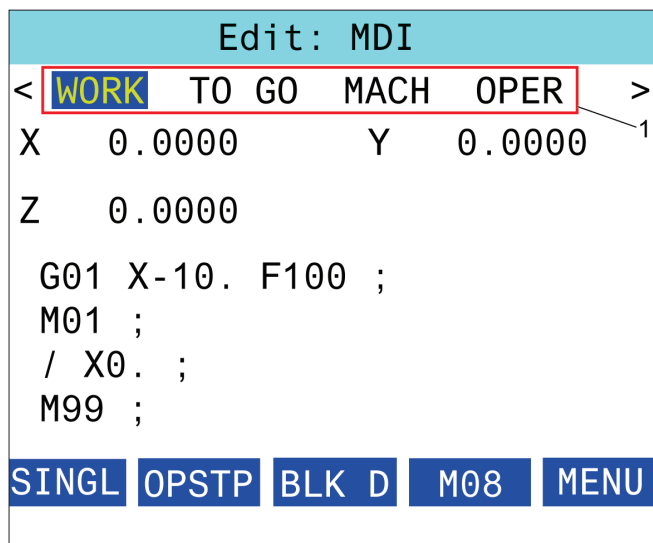 Edit: MDI
< WORK TO GO MACH OPER >
1
X 0.0000 Y 0.0000
Z 0.0000
G01 X-10. F100 ;
M01 ;
/ X0. ;
M99 ;
SINGL OPSTP BLK D M08 MENU